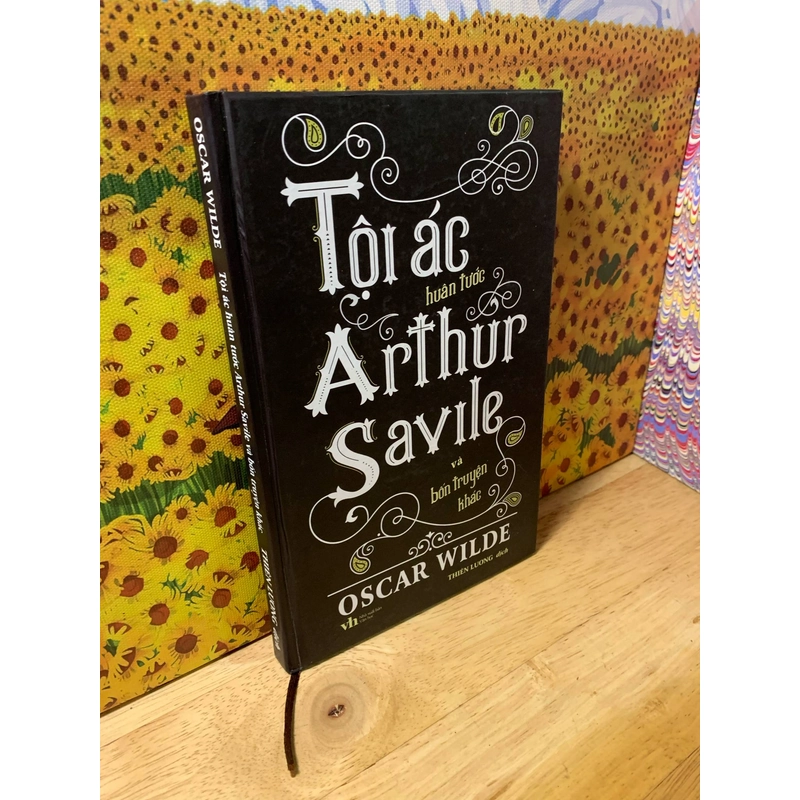 Tội ác
huân tước
Arthur
Savile
và
bốn truyện
khác
OSCAR WILDE
THIÊN LƯƠNG dịch
vh
OSCAR WILDE
Tội ác huân tước Arthur Savile và bốn truyện khác
THIÊN LƯƠNG dịch